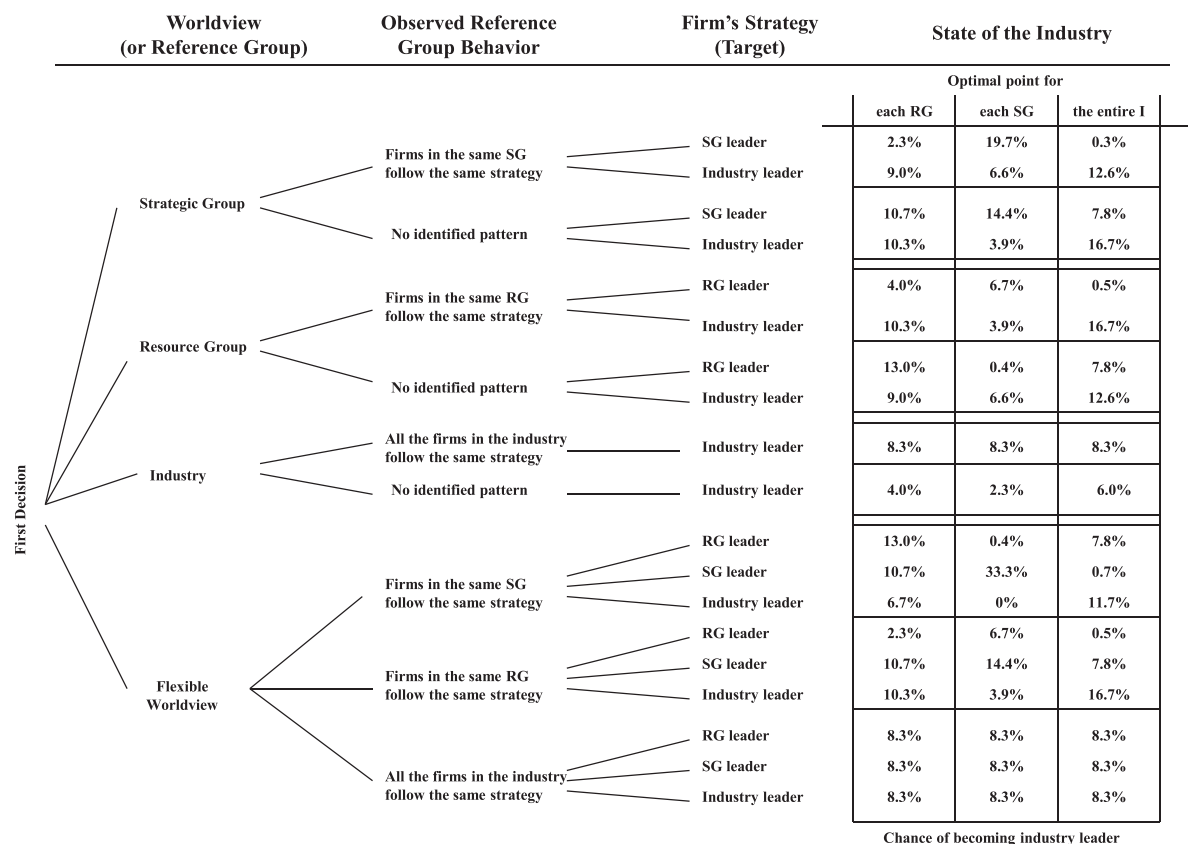 Worldview
(or Reference Group)
Observed Reference
Group Behavior
Firm's Strategy
(Target)
State of the Industry
Optimal point for
each RG
each SG
the entire I
First Decision
Strategic Group
Firms in the same SG
follow the same strategy
SG leader 2.3% 19.7% 0.3%
Industry leader 9.0% 6.6% 12.6%
No identified pattern
SG leader 10.7% 14.4% 7.8%
Industry leader 10.3% 3.9% 16.7%
Resource Group
Firms in the same RG
follow the same strategy
RG leader 4.0% 6.7% 0.5%
Industry leader 10.3% 3.9% 16.7%
No identified pattern
RG leader 13.0% 0.4% 7.8%
Industry leader 9.0% 6.6% 12.6%
Industry
All the firms in the industry
follow the same strategy
Industry leader 8.3% 8.3% 8.3%
No identified pattern
Industry leader 4.0% 2.3% 6.0%
Flexible
Worldview
Firms in the same SG
follow the same strategy
RG leader 13.0% 0.4% 7.8%
SG leader 10.7% 33.3% 0.7%
Industry leader 6.7% 0% 11.7%
Firms in the same RG
follow the same strategy
RG leader 2.3% 6.7% 0.5%
SG leader 10.7% 14.4% 7.8%
Industry leader 10.3% 3.9% 16.7%
All the firms in the industry
follow the same strategy
RG leader 8.3% 8.3% 8.3%
SG leader 8.3% 8.3% 8.3%
Industry leader 8.3% 8.3% 8.3%
Chance of becoming industry leader